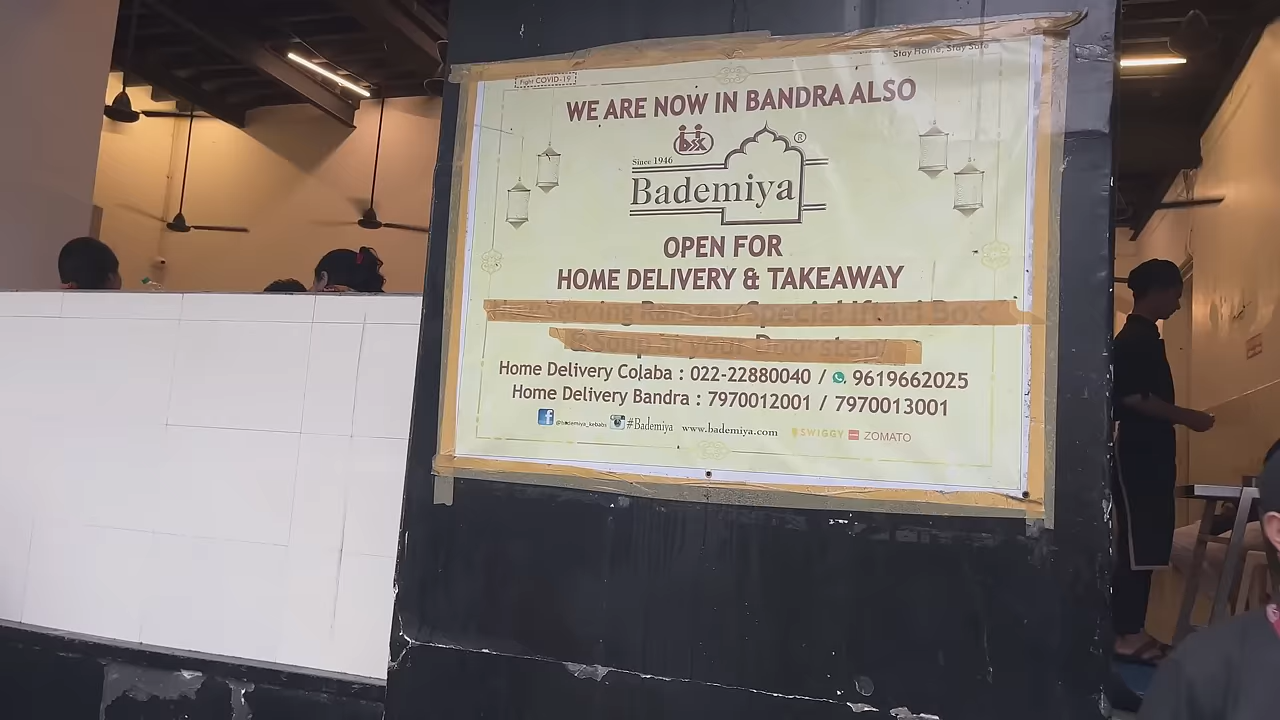 Stay Home, Stay Safe
Fight COVID-19
WE ARE NOW IN BANDRA ALSO
bk
Since 1946
®
Bademiya
OPEN FOR
HOME DELIVERY & TAKEAWAY
Serving Ramzan Special Iftari Box
& Soup at your Doorstep
Home Delivery Colaba : 022-22880040 / 9619662025
Home Delivery Bandra : 7970012001 / 7970013001
@bademiya_kebabs #Bademiya www.bademiya.com SWIGGY ZOMATO